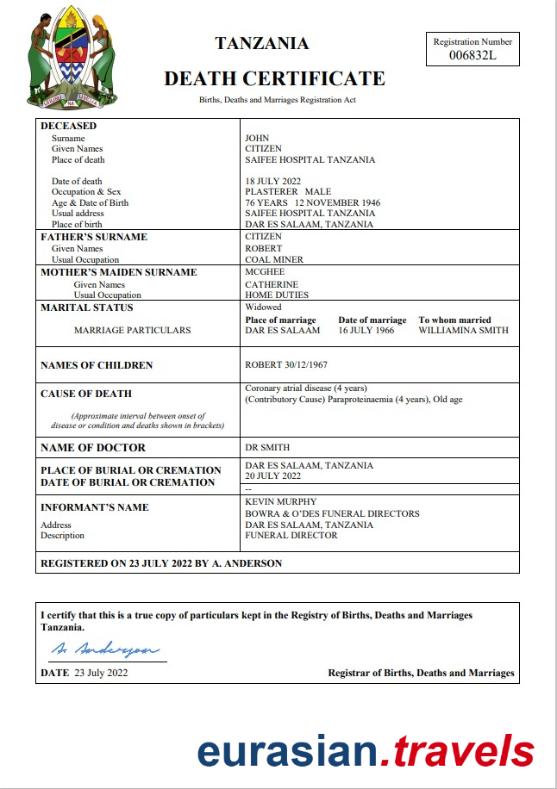 TANZANIA
Registration Number
006832L
DEATH CERTIFICATE
Births, Deaths and Marriages Registration Act
DECEASED
Surname JOHN
Given Names CITIZEN
Place of death SAIFEE HOSPITAL TANZANIA
Date of death 18 JULY 2022
Occupation & Sex PLASTERER MALE
Age & Date of Birth 76 YEARS 12 NOVEMBER 1946
Usual address SAIFEE HOSPITAL TANZANIA
Place of birth DAR ES SALAAM, TANZANIA
FATHER'S SURNAME CITIZEN
Given Names ROBERT
Usual Occupation COAL MINER
MOTHER'S MAIDEN SURNAME MCGHEE
Given Names CATHERINE
Usual Occupation HOME DUTIES
MARITAL STATUS Widowed
Place of marriage Date of marriage To whom married
MARRIAGE PARTICULARS DAR ES SALAAM 16 JULY 1966 WILLIAMINA SMITH
NAMES OF CHILDREN ROBERT 30/12/1967
CAUSE OF DEATH
Coronary atrial disease (4 years)
(Contributory Cause) Paraproteinaemia (4 years), Old age
(Approximate interval between onset of
disease or condition and deaths shown in brackets)
NAME OF DOCTOR DR SMITH
PLACE OF BURIAL OR CREMATION DAR ES SALAAM, TANZANIA
DATE OF BURIAL OR CREMATION 20 JULY 2022
--
INFORMANT'S NAME KEVIN MURPHY
BOWRA & O'DES FUNERAL DIRECTORS
Address DAR ES SALAAM, TANZANIA
Description FUNERAL DIRECTOR
REGISTERED ON 23 JULY 2022 BY A. ANDERSON
I certify that this is a true copy of particulars kept in the Registry of Births, Deaths and Marriages
Tanzania.
A. Anderson
DATE 23 July 2022 Registrar of Births, Deaths and Marriages
eurasian.travels